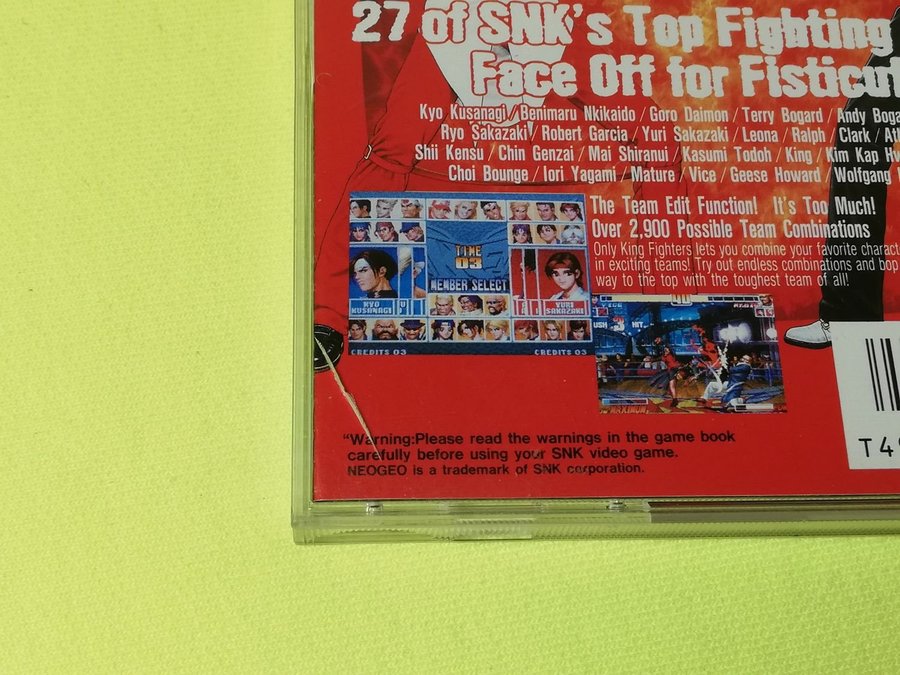 27 of SNK's Top Fighting
Face Off for Fisticuf
Kyo Kusanagi / Benimaru Nkikaido / Goro Daimon / Terry Bogard / Andy Boga
Ryo Sakazaki / Robert Garcia / Yuri Sakazaki / Leona / Ralph / Clark / Ath
Shii Kensu / Chin Genzai / Mai Shiranui / Kasumi Todoh / King / Kim Kap Hw
Choi Bounge / Iori Yagami / Mature / Vice / Geese Howard / Wolfgang
The Team Edit Function! It's Too Much!
Over 2,900 Possible Team Combinations
Only King Fighters lets you combine your favorite charact
in exciting teams! Try out endless combinations and bop
way to the top with the toughest team of all!
TIME
03
MEMBER SELECT
KYO
KUSANAGI
YURI
SAKAZAKI
CREDITS 03
CREDITS 03
3 HIT
MAXIMUM
T49
"Warning:Please read the warnings in the game book
carefully before using your SNK video game.
NEOGEO is a trademark of SNK corporation.